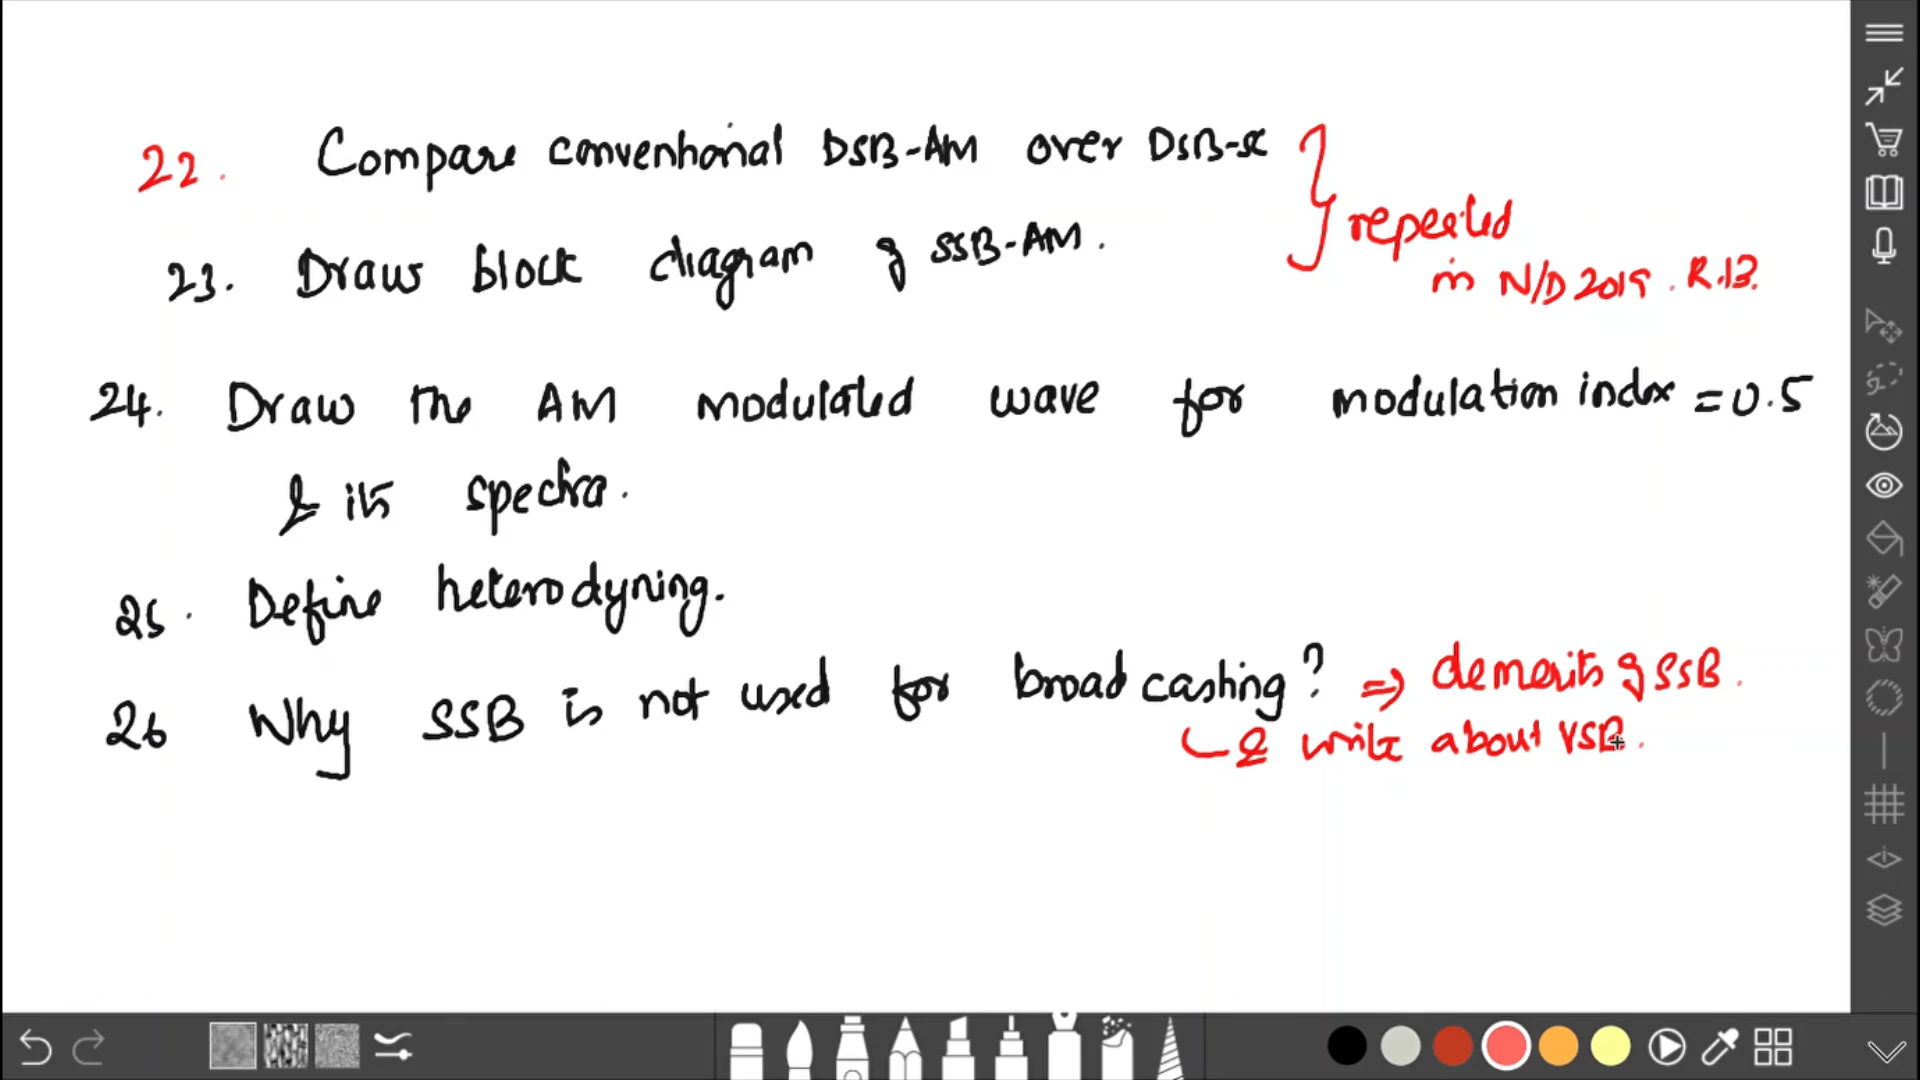 22. Compare conventional DSB-AM over DSB-SC
23. Draw block diagram of SSB-AM.
repeated
in N/D 2019. R.13.
24. Draw the AM modulated wave for modulation index = 0.5
& its spectra.
25. Define heterodyning.
26 Why SSB is not used for broadcasting? ⇒ demerits of SSB.
& write about VSB.